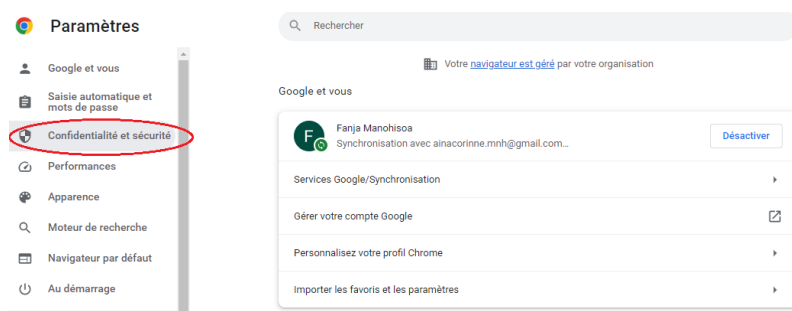 Paramètres
Google et vous
Saisie automatique et
mots de passe
Confidentialité et sécurité
Performances
Apparence
Moteur de recherche
Navigateur par défaut
Au démarrage
Rechercher
Votre navigateur est géré par votre organisation
Google et vous
F
Fanja Manohisoa
Synchronisation avec ainacorinne.mnh@gmail.com...
Désactiver
Services Google/Synchronisation
Gérer votre compte Google
Personnalisez votre profil Chrome
Importer les favoris et les paramètres